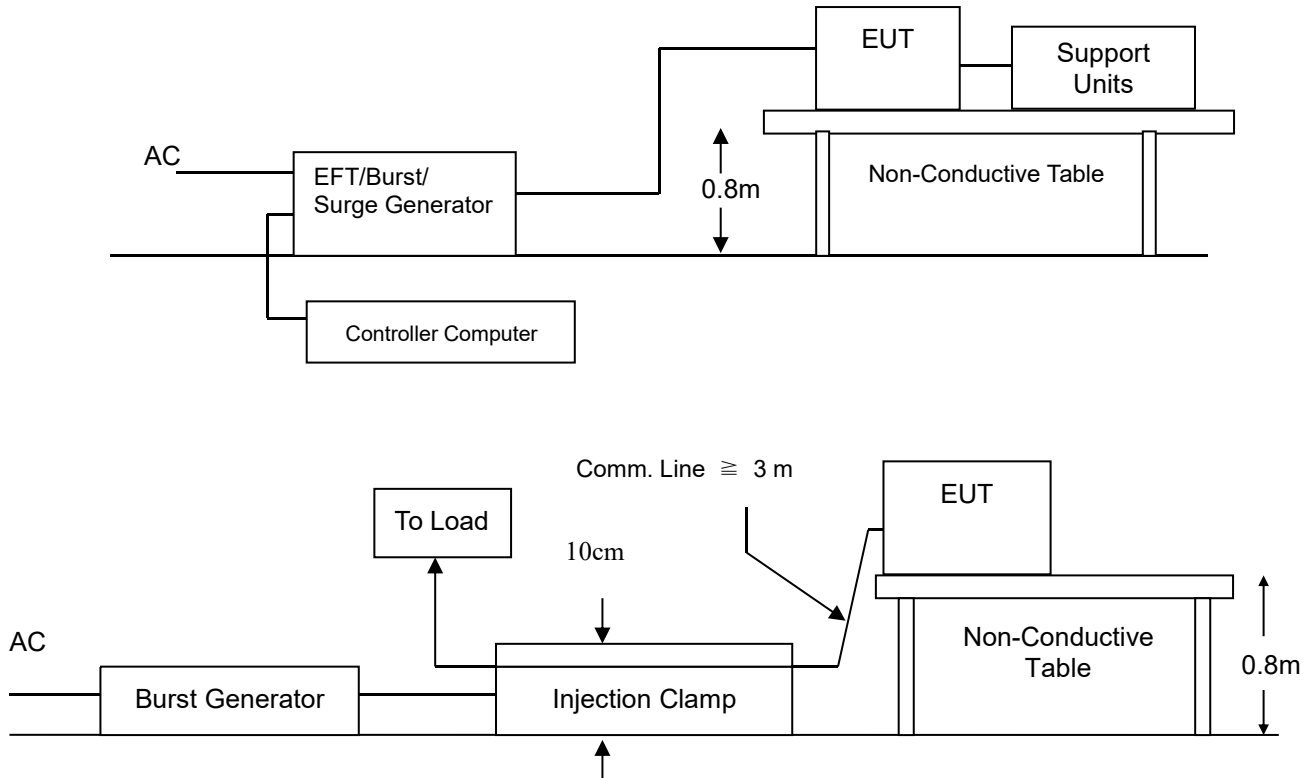 EUT
Support
Units
AC
EFT/Burst/
Surge Generator
0.8m
Non-Conductive Table
Controller Computer
Comm. Line ≧ 3 m
EUT
To Load
10cm
AC
Non-Conductive
Table
0.8m
Burst Generator
Injection Clamp